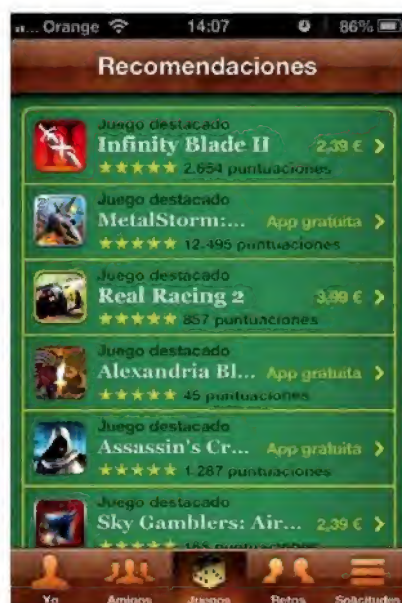 Orange 14:07 86%
Recomendaciones
Juego destacado
Infinity Blade II 2,39 € >
★★★★★ 2.654 puntuaciones
Juego destacado
MetalStorm:... App gratuita >
★★★★★ 12.495 puntuaciones
Juego destacado
Real Racing 2 3,99 € >
★★★★★ 857 puntuaciones
Juego destacado
Alexandria Bl... App gratuita >
★★★★★ 45 puntuaciones
Juego destacado
Assassin's Cr... App gratuita >
★★★★★ 1.287 puntuaciones
Juego destacado
Sky Gamblers: Air... 2,39 € >
★★★★★ puntuaciones
Yo Amigos Juegos Retos Solicitudes